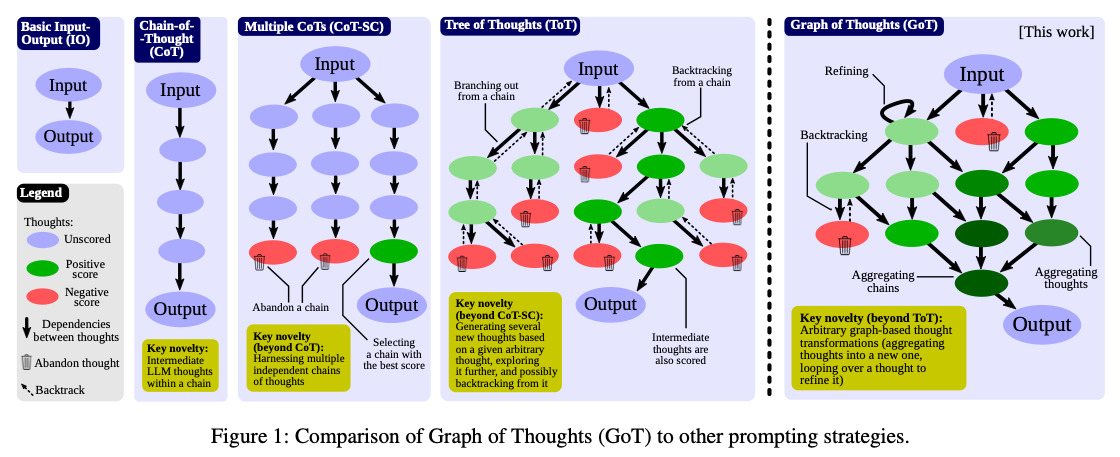 Basic Input-
Output (IO)
Input
Output
Legend
Thoughts:
Unscored
Positive
score
Negative
score
Dependencies
between thoughts
Abandon thought
Backtrack
Chain-of-
-Thought
(CoT)
Input
Output
Key novelty:
Intermediate
LLM thoughts
within a chain
Multiple CoTs (CoT-SC)
Input
Abandon a chain
Output
Selecting
a chain with
the best score
Key novelty
(beyond CoT):
Harnessing multiple
independent chains
of thoughts
Tree of Thoughts (ToT)
Input
Branching out
from a chain
Backtracking
from a chain
Output
Intermediate
thoughts are
also scored
Key novelty
(beyond CoT-SC):
Generating several
new thoughts based
on a given arbitrary
thought, exploring
it further, and possibly
backtracking from it
Graph of Thoughts (GoT)
[This work]
Refining
Input
Backtracking
Aggregating
chains
Aggregating
thoughts
Output
Key novelty (beyond ToT):
Arbitrary graph-based thought
transformations (aggregating
thoughts into a new one,
looping over a thought to
refine it)
Figure 1: Comparison of Graph of Thoughts (GoT) to other prompting strategies.